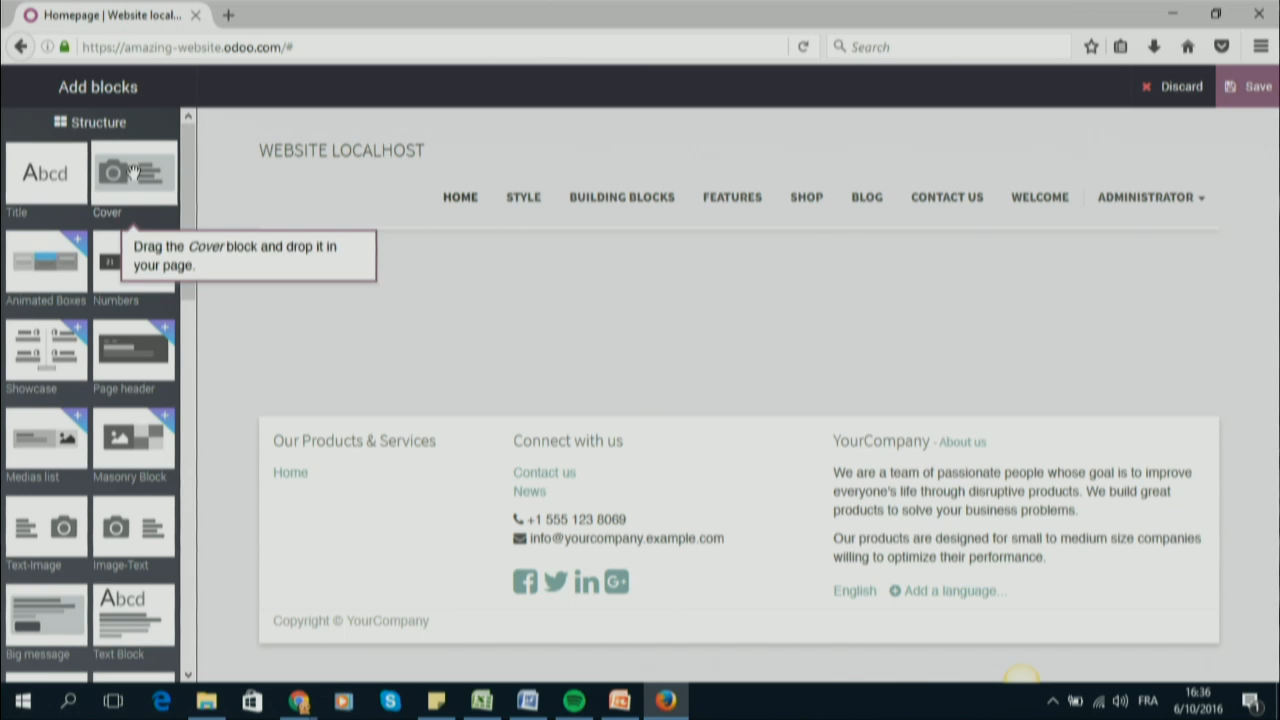 Homepage | Website local...
https://amazing-website.odoo.com/#
Search
Add blocks
Discard
Save
Structure
Abcd
Title
Cover
WEBSITE LOCALHOST
HOME STYLE BUILDING BLOCKS FEATURES SHOP BLOG CONTACT US WELCOME ADMINISTRATOR
Drag the Cover block and drop it in
your page.
21
Animated Boxes
Numbers
Showcase
Page header
Medias list
Masonry Block
Text-Image
Image-Text
Abcd
Big message
Text Block
Our Products & Services
Home
Connect with us
Contact us
News
+1 555 123 8069
info@yourcompany.example.com
YourCompany - About us
We are a team of passionate people whose goal is to improve
everyone's life through disruptive products. We build great
products to solve your business problems.
Our products are designed for small to medium size companies
willing to optimize their performance.
English Add a language...
Copyright © YourCompany
FRA
16:36
6/10/2016